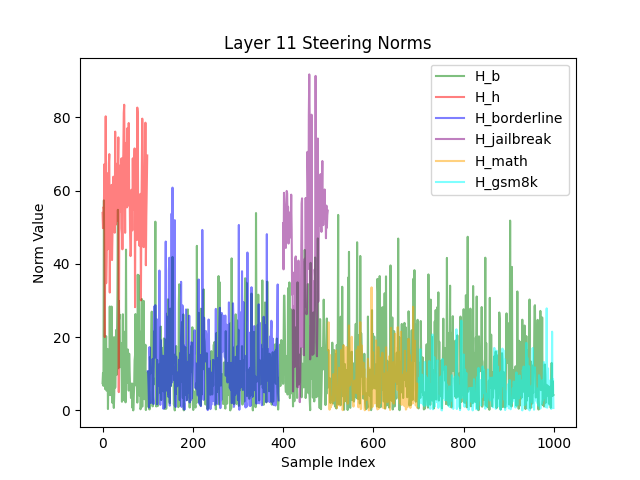 Layer 11 Steering Norms
H_b
H_h
H_borderline
H_jailbreak
H_math
H_gsm8k
Norm Value
80
60
40
20
0
0 200 400 600 800 1000
Sample Index